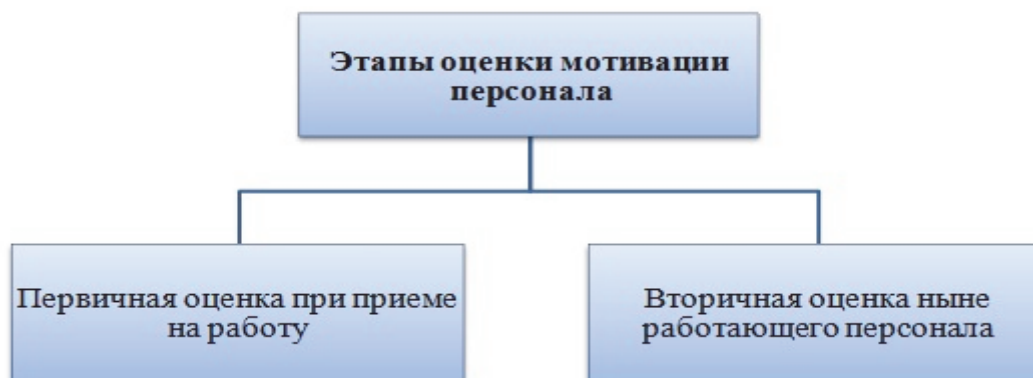 Этапы оценки мотивации
персонала
Первичная оценка при приеме
на работу
Вторичная оценка ныне
работающего персонала